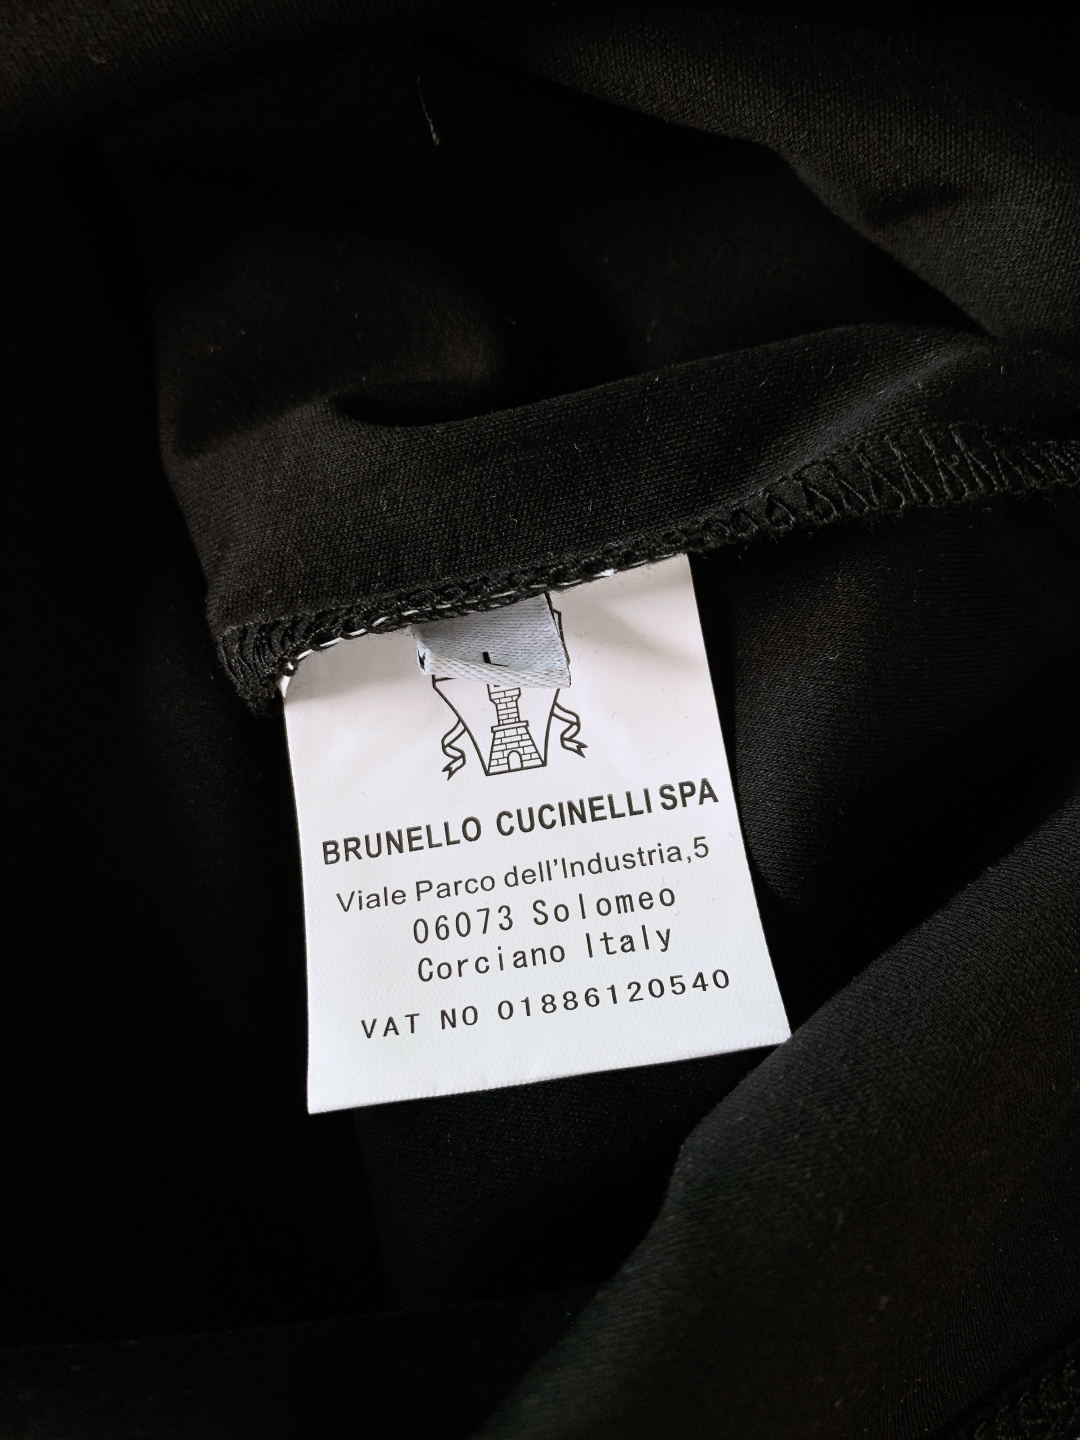 BRUNELLO CUCINELLI SPA
Viale Parco dell'Industria,5
06073 Solomeo
Corciano Italy
VAT NO 01886120540